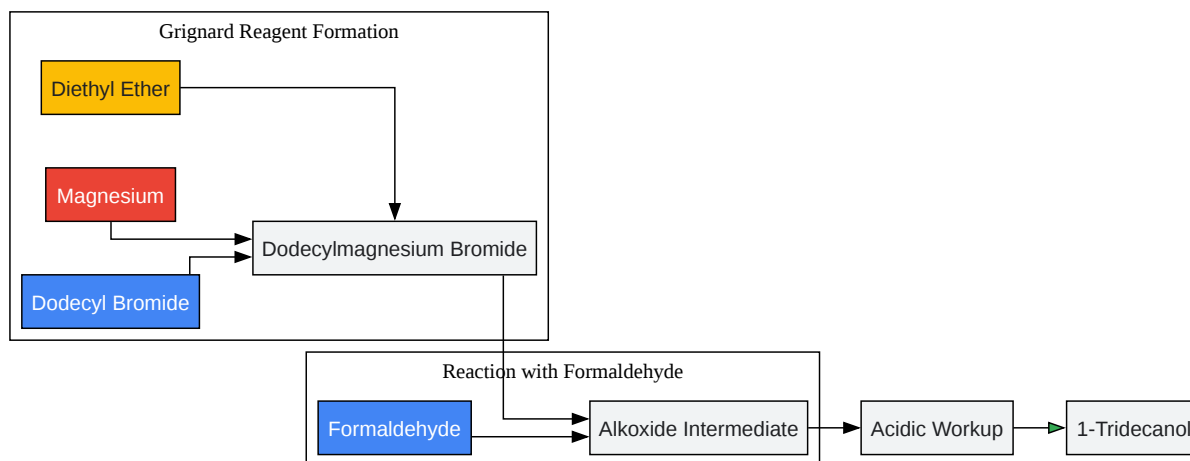 Grignard Reagent Formation
Diethyl Ether
Magnesium
Dodecylmagnesium Bromide
Dodecyl Bromide
Reaction with Formaldehyde
Formaldehyde
Alkoxide Intermediate
Acidic Workup
1-Tridecanol